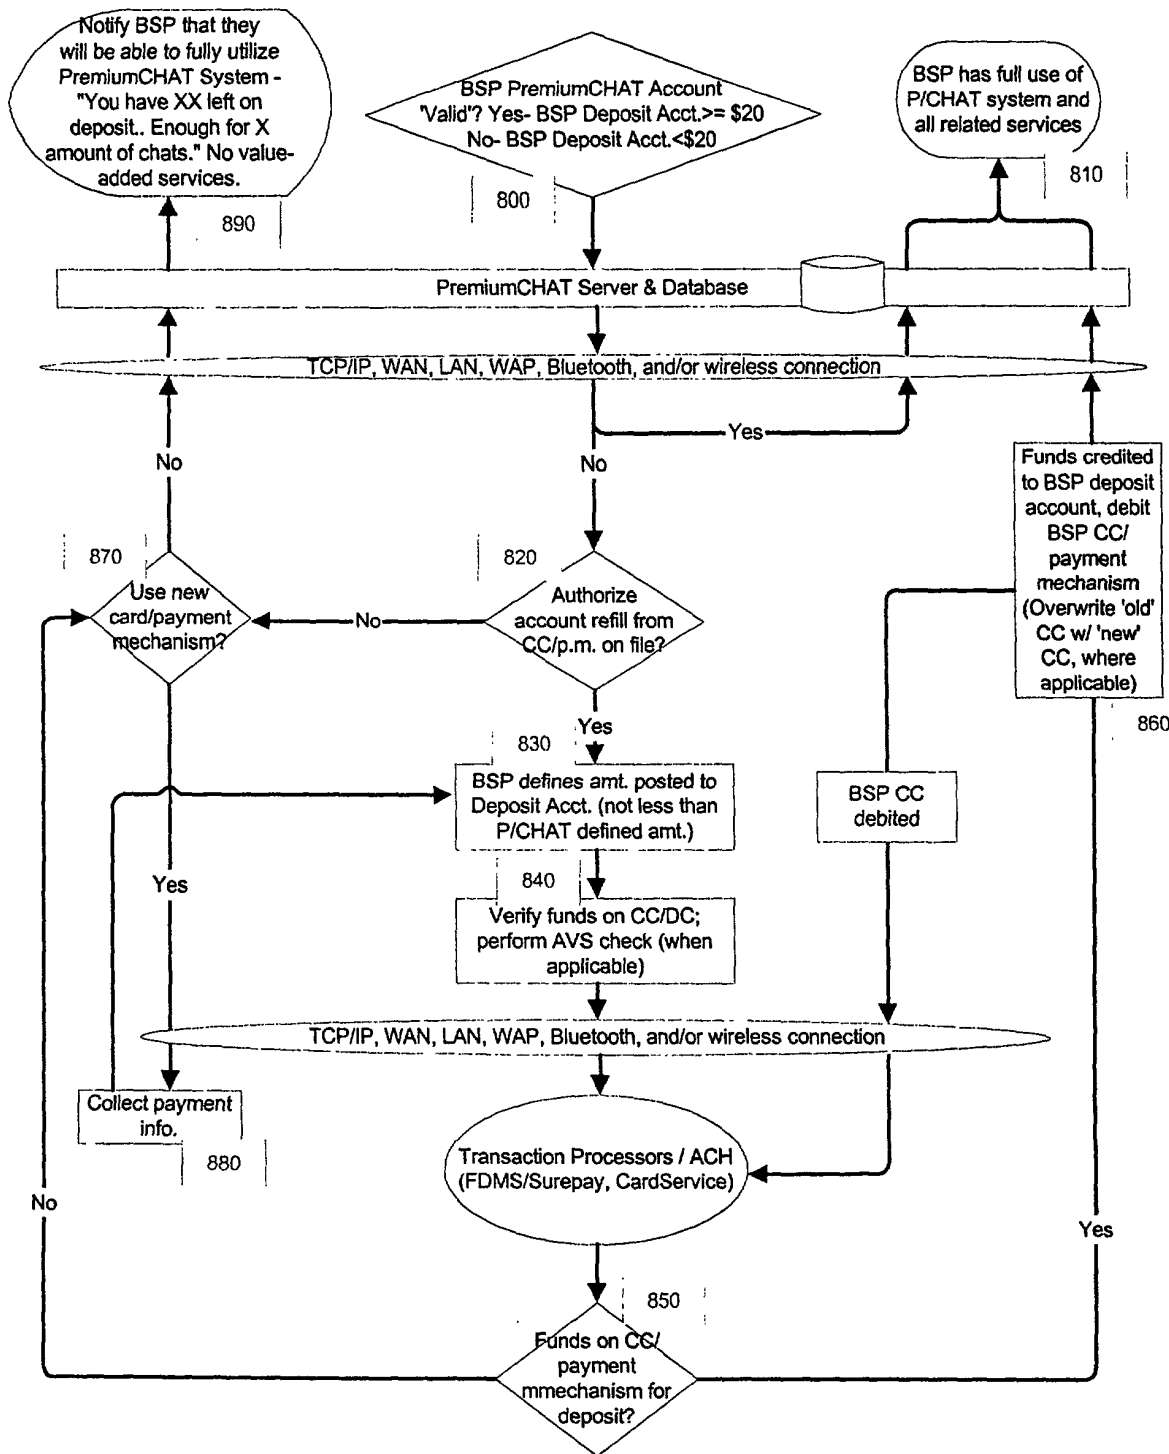 Notify BSP that they
will be able to fully utilize
PremiumCHAT System -
"You have XX left on
deposit.. Enough for X
amount of chats." No value-
added services.
890
BSP PremiumCHAT Account
'Valid'? Yes- BSP Deposit Acct.>= $20
No- BSP Deposit Acct.<$20
800
BSP has full use of
P/CHAT system and
all related services
810
PremiumCHAT Server & Database
TCP/IP, WAN, LAN, WAP, Bluetooth, and/or wireless connection
Yes
No
No
Funds credited
to BSP deposit
account, debit
BSP CC/
payment
mechanism
(Overwrite 'old'
CC w/ 'new'
CC, where
applicable)
860
870
Use new
card/payment
mechanism?
No
820
Authorize
account refill from
CC/p.m. on file?
Yes
830
BSP defines amt. posted to
Deposit Acct. (not less than
P/CHAT defined amt.)
BSP CC
debited
Yes
840
Verify funds on CC/DC;
perform AVS check (when
applicable)
TCP/IP, WAN, LAN, WAP, Bluetooth, and/or wireless connection
Collect payment
info.
880
Transaction Processors / ACH
(FDMS/Surepay, CardService)
No
Yes
850
Funds on CC/
payment
mmechanism for
deposit?